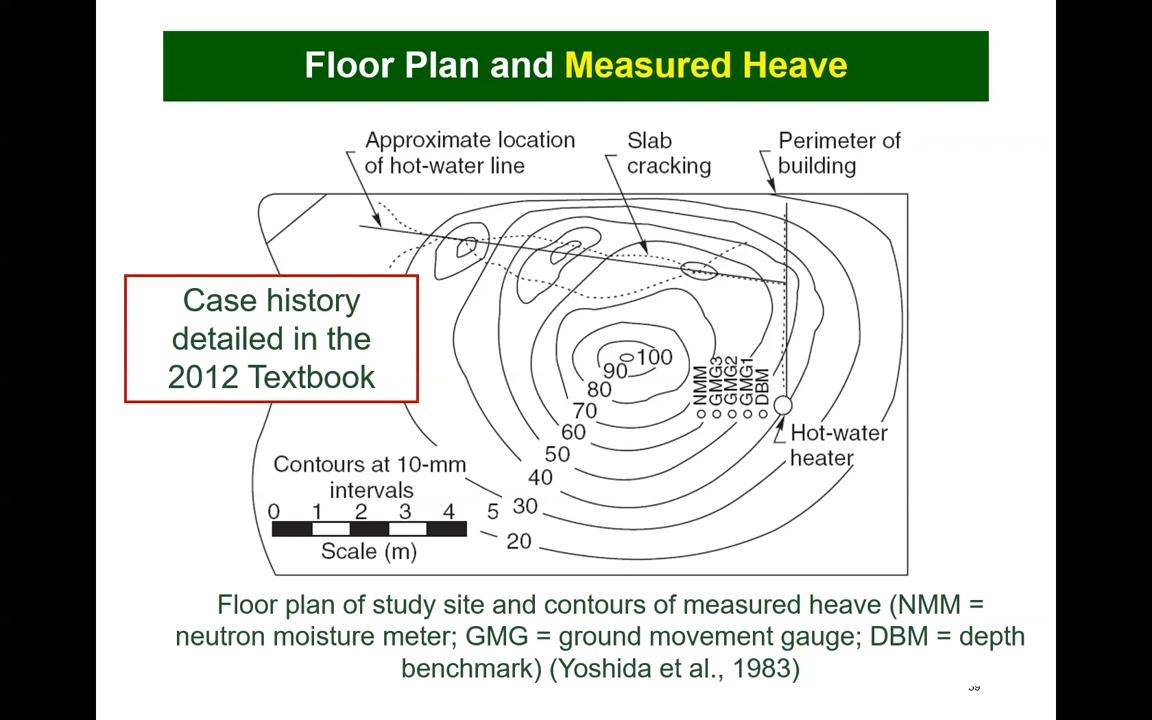 Floor Plan and Measured Heave
Approximate location
of hot-water line
Slab
cracking
Perimeter of
building
Case history
detailed in the
2012 Textbook
100
90
80
70
60
50
40
30
20
NMM
GMG3
GMG2
GMG1
DBM
Hot-water
heater
Contours at 10-mm
intervals
0 1 2 3 4 5
Scale (m)
Floor plan of study site and contours of measured heave (NMM =
neutron moisture meter; GMG = ground movement gauge; DBM = depth
benchmark) (Yoshida et al., 1983)